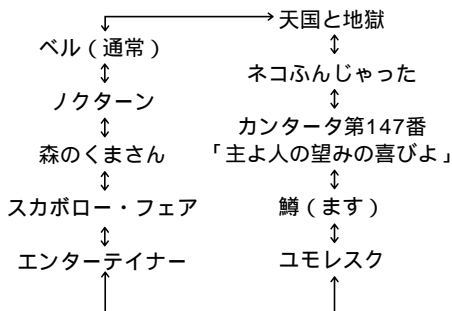 ベル（通常）
ノクターン
森のくまさん
スカボロー・フェア
エンターテイナー
天国と地獄
ネコふんじゃった
カンタータ第147番
「主よ人の望みの喜びよ」
鱒（ます）
ユモレスク